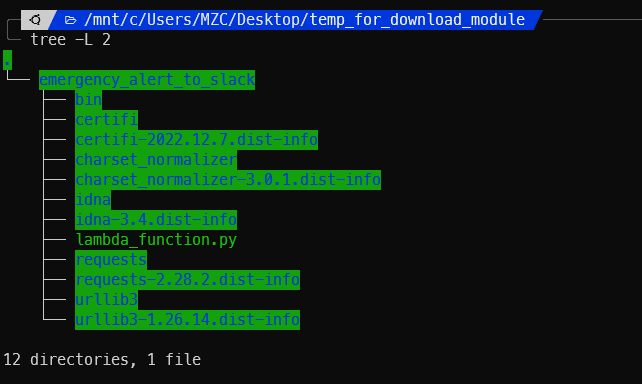 /mnt/c/Users/MZC/Desktop/temp_for_download_module
tree -L 2
.
└── emergency_alert_to_slack
    ├── bin
    ├── certifi
    ├── certifi-2022.12.7.dist-info
    ├── charset_normalizer
    ├── charset_normalizer-3.0.1.dist-info
    ├── idna
    ├── idna-3.4.dist-info
    ├── lambda_function.py
    ├── requests
    ├── requests-2.28.2.dist-info
    ├── urllib3
    └── urllib3-1.26.14.dist-info
12 directories, 1 file